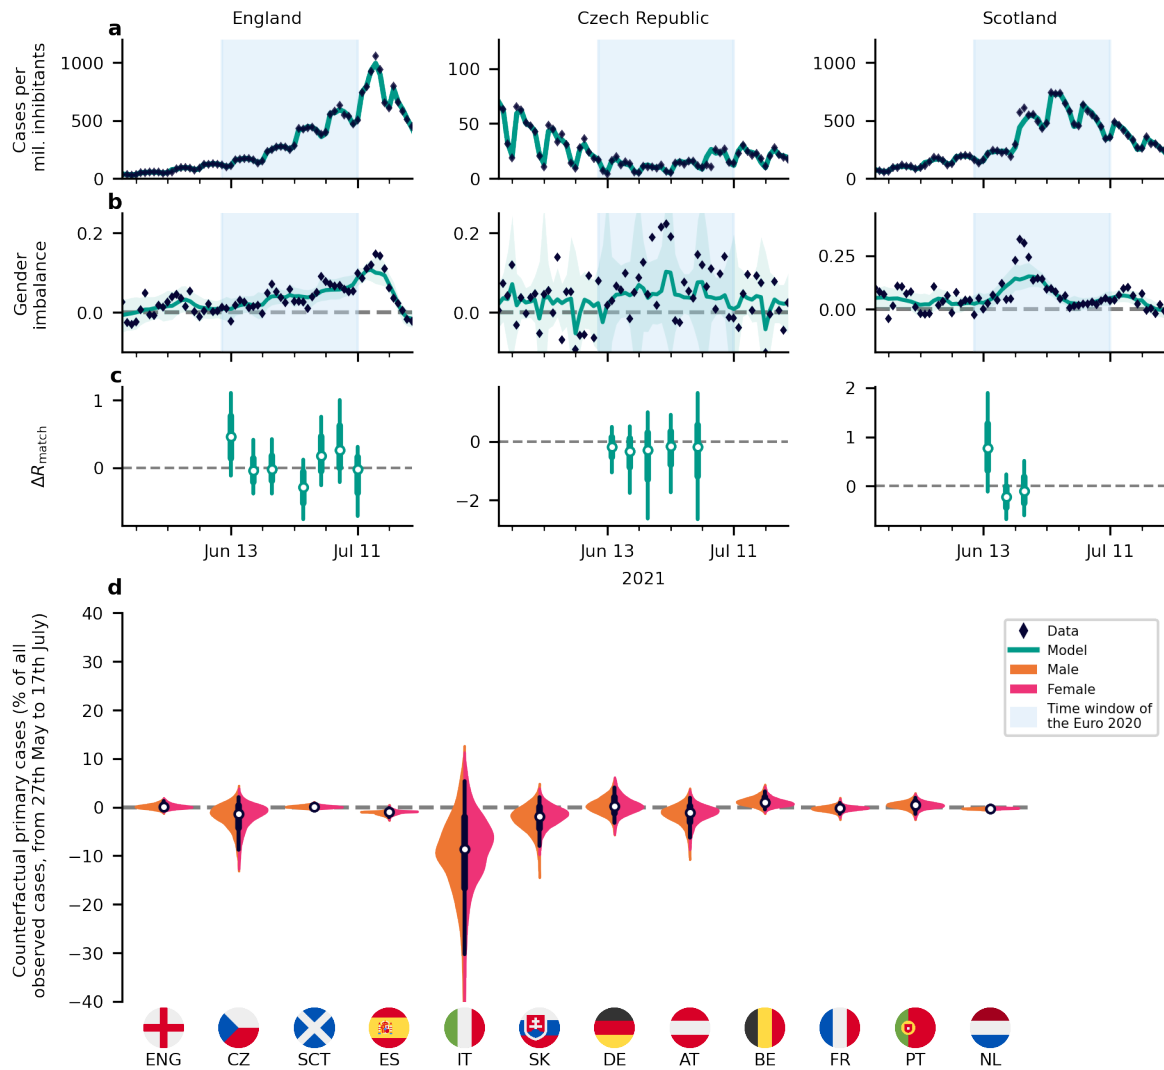 England
Czech Republic
Scotland
a
Cases per
mil. inhibitants
1000
500
0
100
50
0
1000
500
0
b
Gender
imbalance
0.2
0.0
0.2
0.0
0.25
0.00
c
ΔRmatch
1
0
0
−2
2
1
0
Jun 13
Jul 11
Jun 13
Jul 11
Jun 13
Jul 11
2021
d
Counterfactual primary cases (% of all
observed cases, from 27th May to 17th July)
40
30
20
10
0
−10
−20
−30
−40
Data
Model
Male
Female
Time window of
the Euro 2020
ENG
CZ
SCT
ES
IT
SK
DE
AT
BE
FR
PT
NL